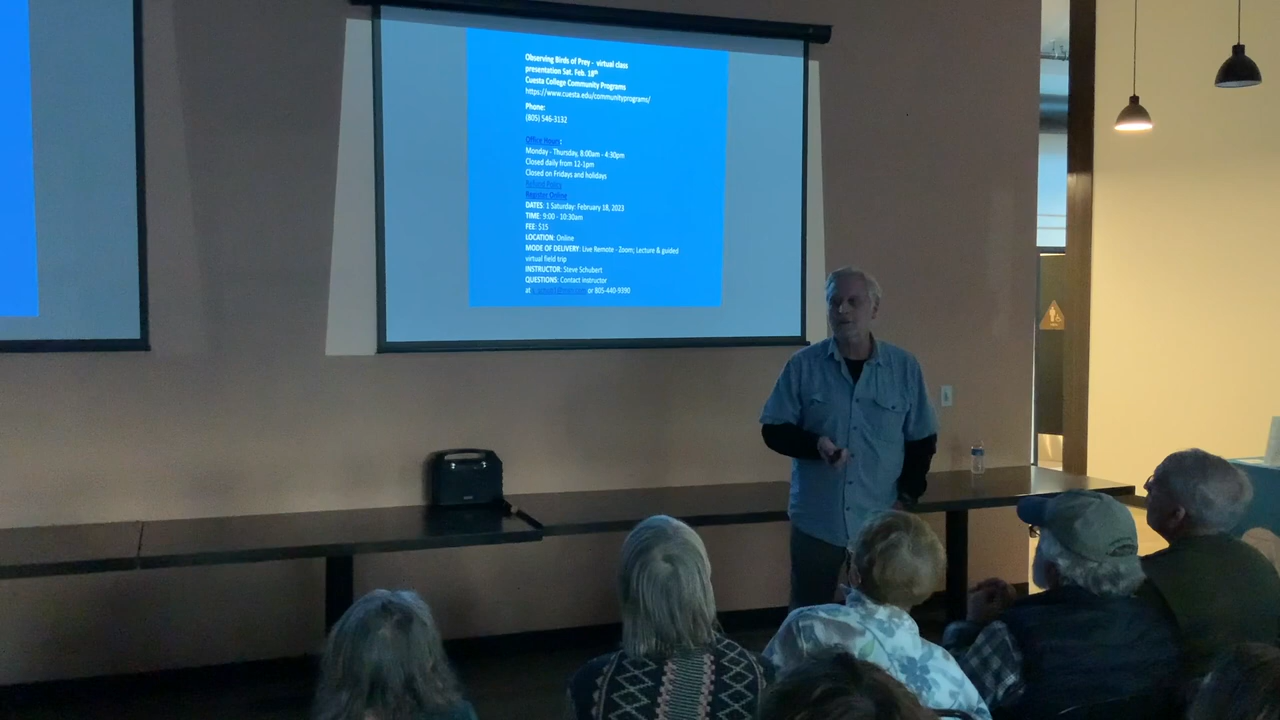 Observing Birds of Prey - virtual class
presentation Sat. Feb. 18th
Cuesta College Community Programs
https://www.cuesta.edu/communityprograms/
Phone:
(805) 546-3132
Office Hours:
Monday - Thursday, 8:00am - 4:30pm
Closed daily from 12-1pm
Closed on Fridays and holidays
Refund Policy
Register Online
DATES: 1 Saturday: February 18, 2023
TIME: 9:00 - 10:30am
FEE: $15
LOCATION: Online
MODE OF DELIVERY: Live Remote - Zoom; Lecture & guided
virtual field trip
INSTRUCTOR: Steve Schubert
QUESTIONS: Contact instructor
at or 805-440-9390